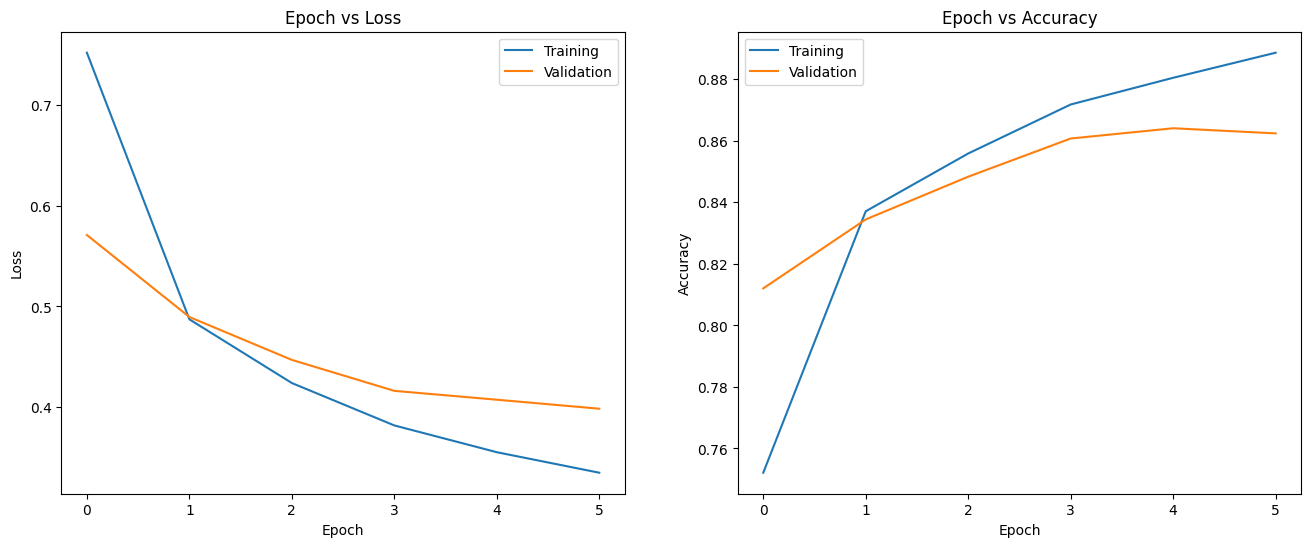 Epoch vs Loss
Training
Validation
0.7
0.6
0.5
0.4
Loss
0 1 2 3 4 5
Epoch
Epoch vs Accuracy
Training
Validation
0.88
0.86
0.84
0.82
0.80
0.78
0.76
Accuracy
0 1 2 3 4 5
Epoch